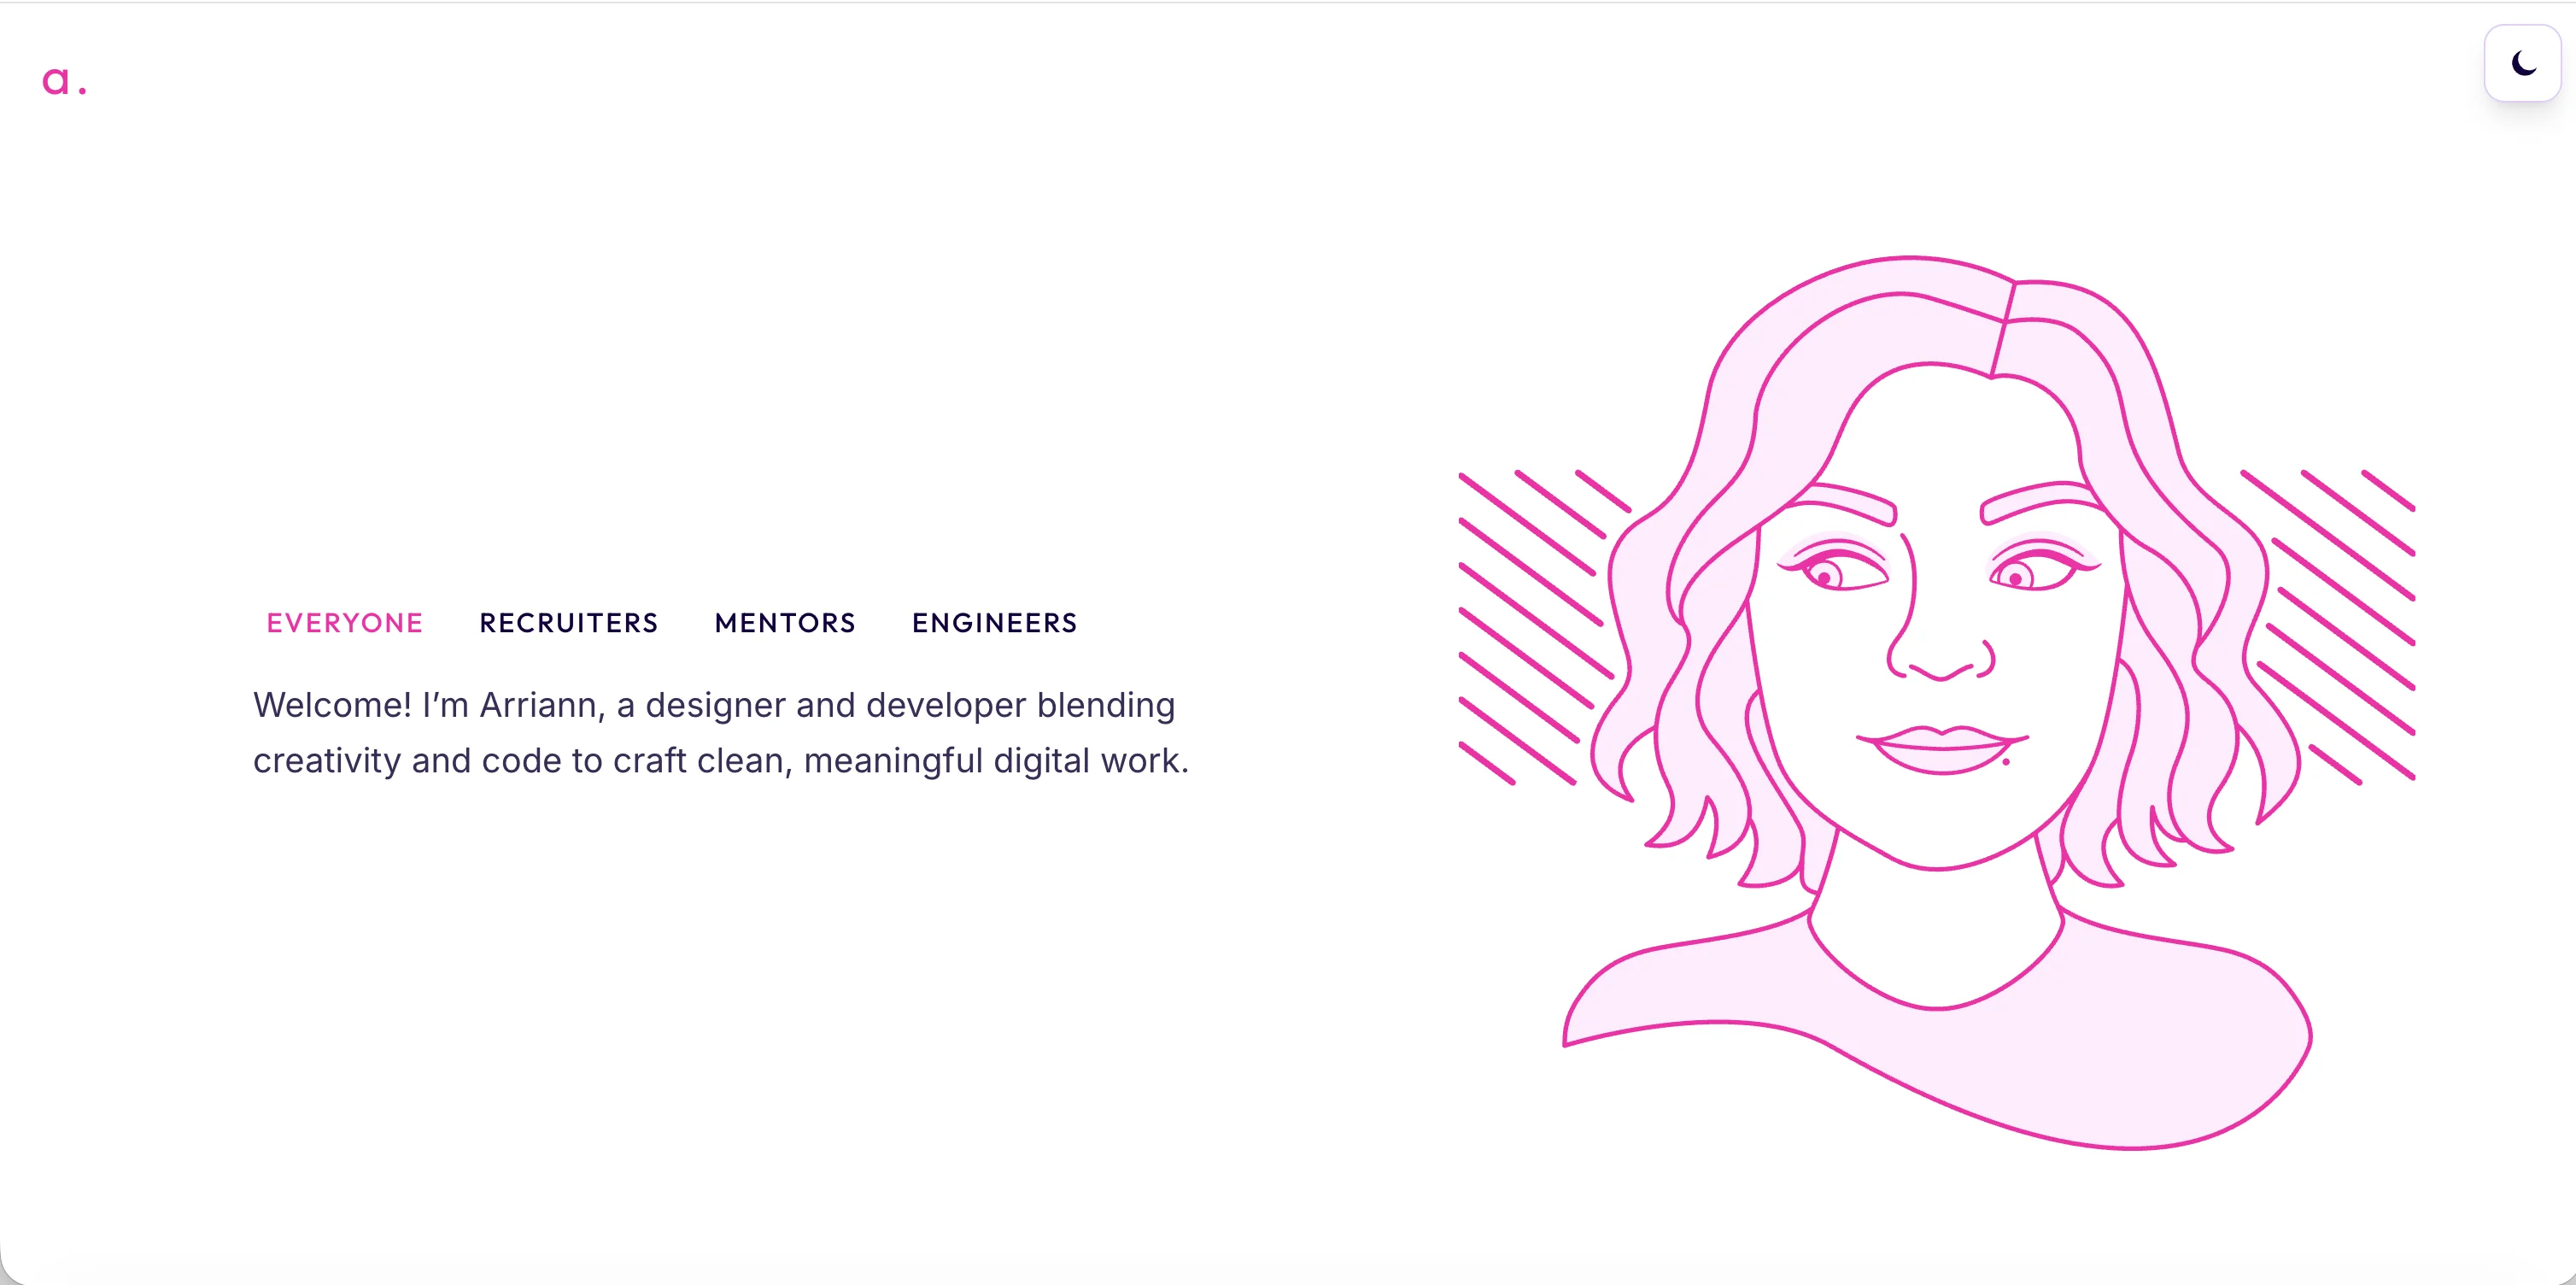 a.
EVERYONE RECRUITERS MENTORS ENGINEERS
Welcome! I’m Arriann, a designer and developer blending
creativity and code to craft clean, meaningful digital work.